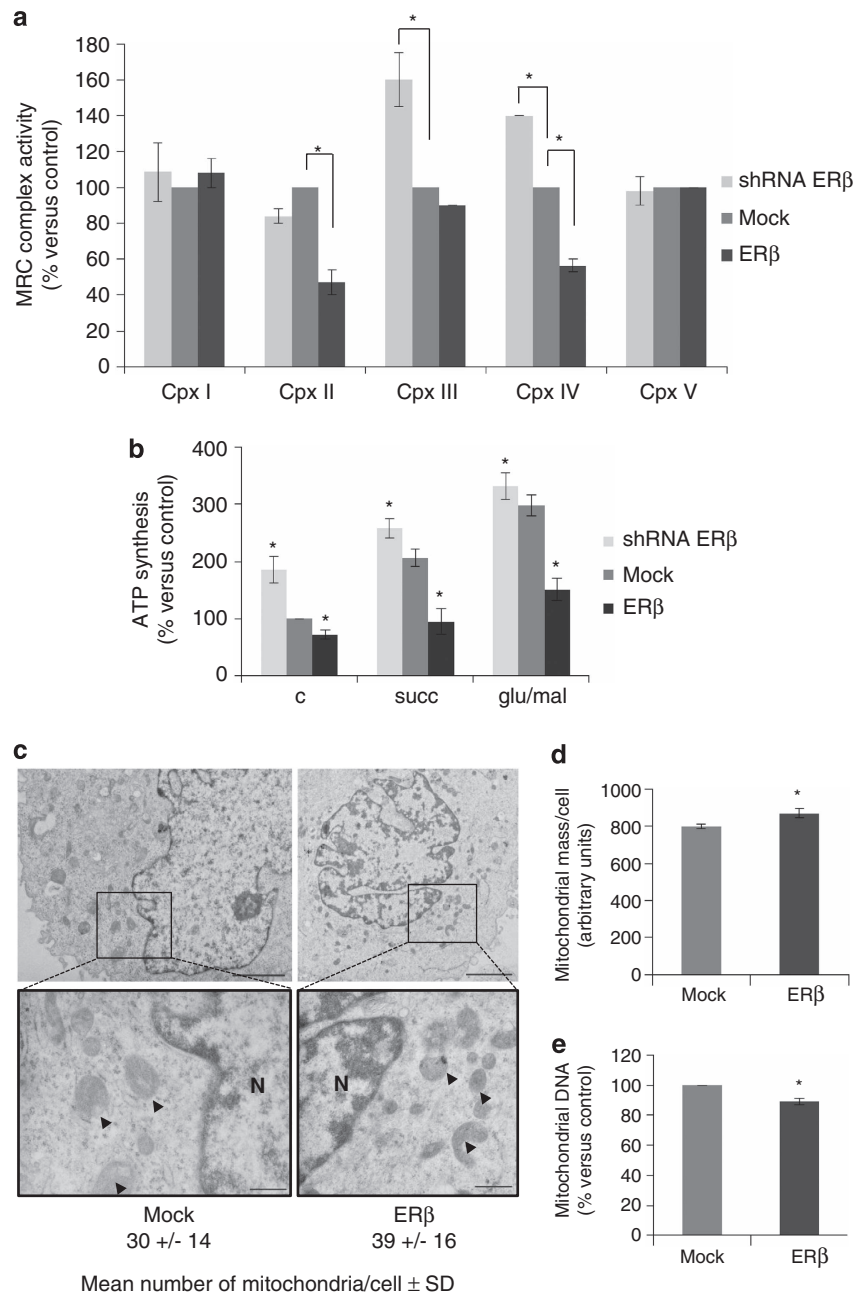 a
MRC complex activity
(% versus control)
180
160
140
120
100
80
60
40
20
0
*
*
*
*
Cpx I
Cpx II
Cpx III
Cpx IV
Cpx V
shRNA ERβ
Mock
ERβ
b
ATP synthesis
(% versus control)
400
300
200
100
0
*
*
*
*
*
*
c
succ
glu/mal
shRNA ERβ
Mock
ERβ
c
N
N
Mock
30 +/- 14
ERβ
39 +/- 16
Mean number of mitochondria/cell ± SD
d
Mitochondrial mass/cell
(arbitrary units)
1000
800
600
400
200
0
*
Mock
ERβ
e
Mitochondrial DNA
(% versus control)
120
100
80
60
40
20
0
*
Mock
ERβ